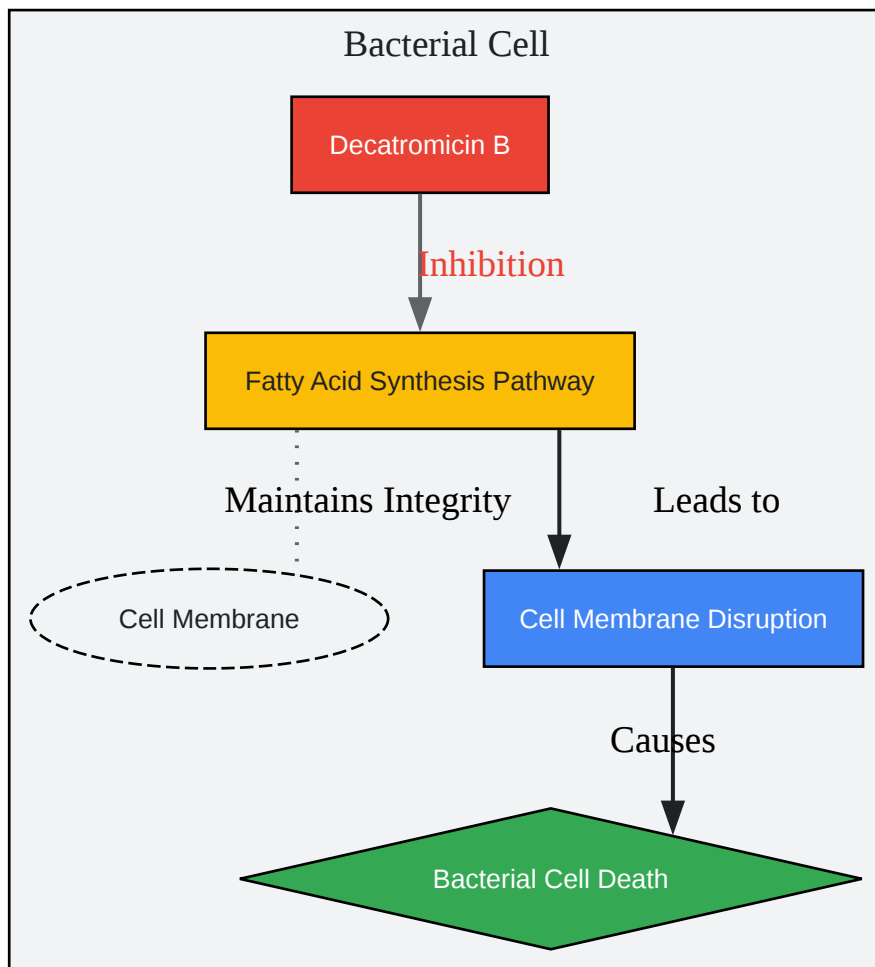 Bacterial Cell
Decatromicin B
Inhibition
Fatty Acid Synthesis Pathway
Maintains Integrity
Leads to
Cell Membrane
Cell Membrane Disruption
Causes
Bacterial Cell Death